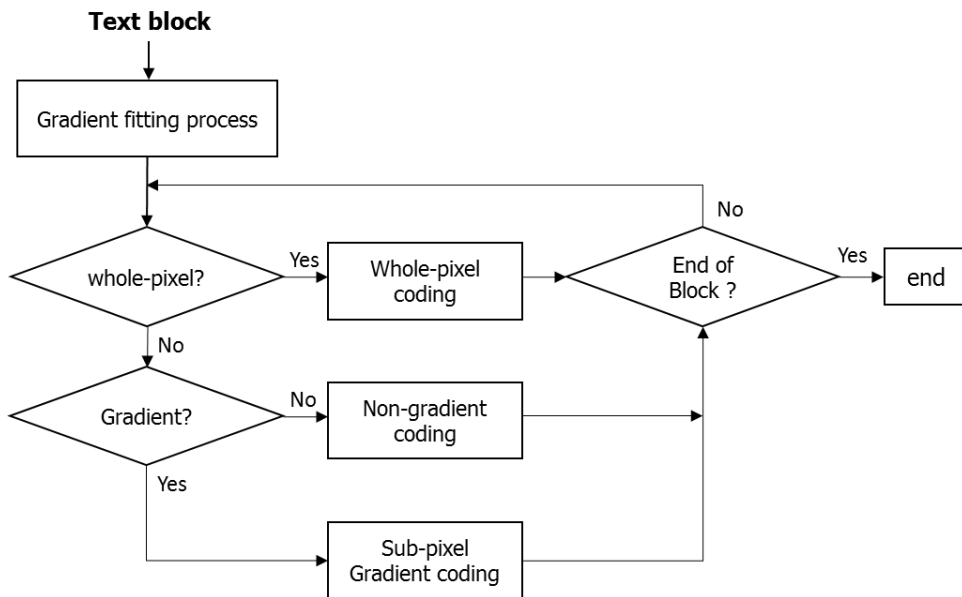 Text block
Gradient fitting process
No
whole-pixel?
Yes
Whole-pixel
coding
End of
Block ?
Yes
end
No
Gradient?
No
Non-gradient
coding
Yes
Sub-pixel
Gradient coding